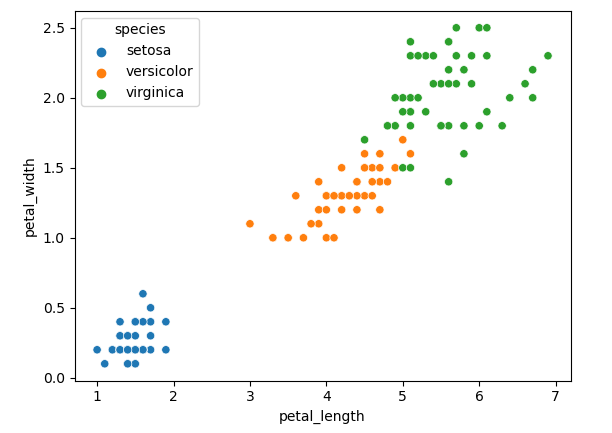 species
setosa
versicolor
virginica
2.5
2.0
1.5
1.0
0.5
0.0
petal_width
1 2 3 4 5 6 7
petal_length